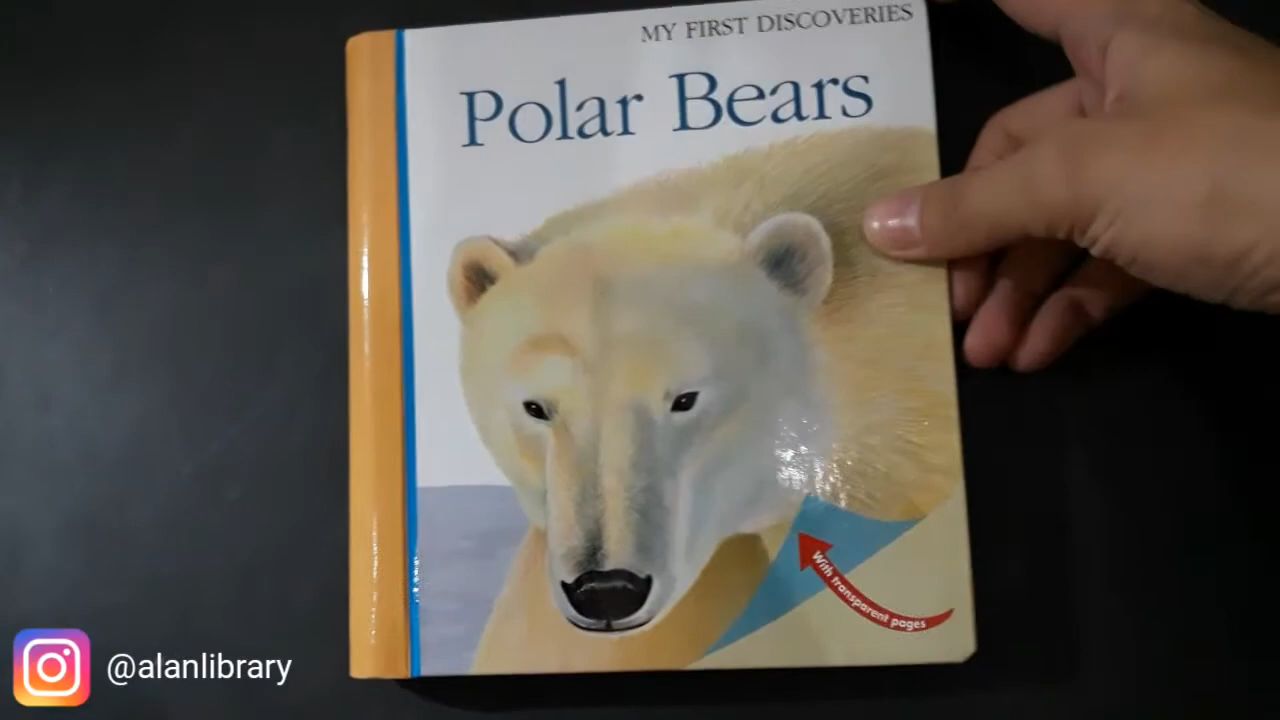 MY FIRST DISCOVERIES
Polar Bears
With transparent pages
@alanlibrary